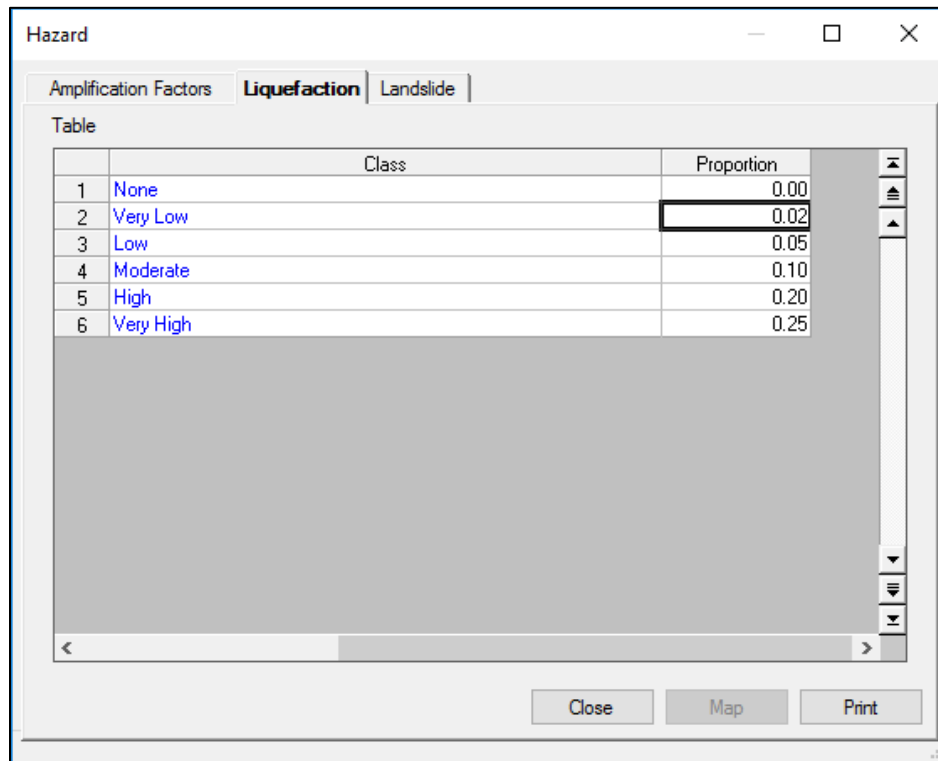 Hazard
Amplification Factors Liquefaction Landslide
Table
Class Proportion
1 None 0.00
2 Very Low 0.02
3 Low 0.05
4 Moderate 0.10
5 High 0.20
6 Very High 0.25
Close Map Print